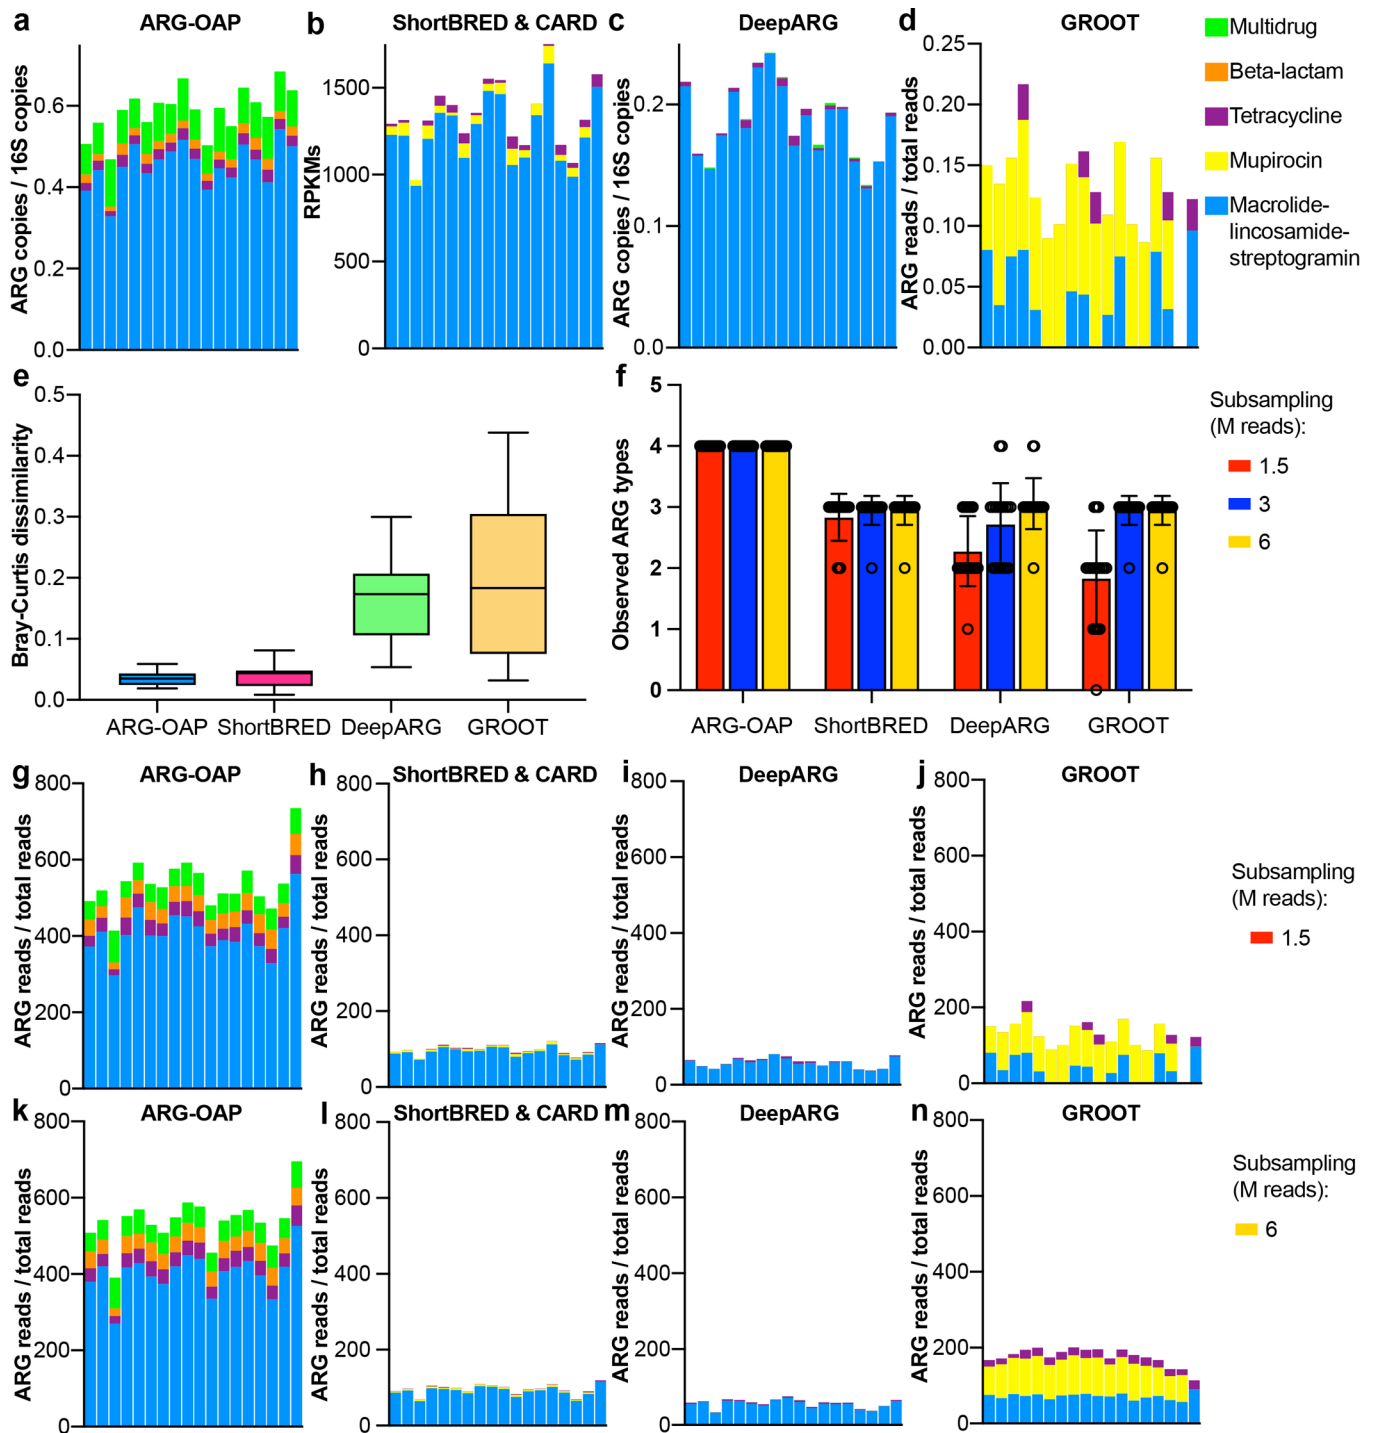 a
ARG-OAP
b
ShortBRED & CARD
c
DeepARG
d
GROOT
ARG copies / 16S copies
0.6
0.4
0.2
0.0
RPKMs
1500
1000
500
0
ARG copies / 16S copies
0.2
0.1
0.0
ARG reads / total reads
0.25
0.20
0.15
0.10
0.05
0.00
Multidrug
Beta-lactam
Tetracycline
Mupirocin
Macrolide-
lincosamide-
streptogramin
e
Bray-Curtis dissimilarity
0.5
0.4
0.3
0.2
0.1
0.0
ARG-OAP
ShortBRED
DeepARG
GROOT
f
Observed ARG types
5
4
3
2
1
0
ARG-OAP
ShortBRED
DeepARG
GROOT
Subsampling
(M reads):
1.5
3
6
g
ARG-OAP
ARG reads / total reads
800
600
400
200
0
h
ShortBRED & CARD
ARG reads / total reads
800
600
400
200
0
i
DeepARG
ARG reads / total reads
800
600
400
200
0
j
GROOT
ARG reads / total reads
800
600
400
200
0
Subsampling
(M reads):
1.5
k
ARG-OAP
ARG reads / total reads
800
600
400
200
0
l
ShortBRED & CARD
ARG reads / total reads
800
600
400
200
0
m
DeepARG
ARG reads / total reads
800
600
400
200
0
n
GROOT
ARG reads / total reads
800
600
400
200
0
Subsampling
(M reads):
6